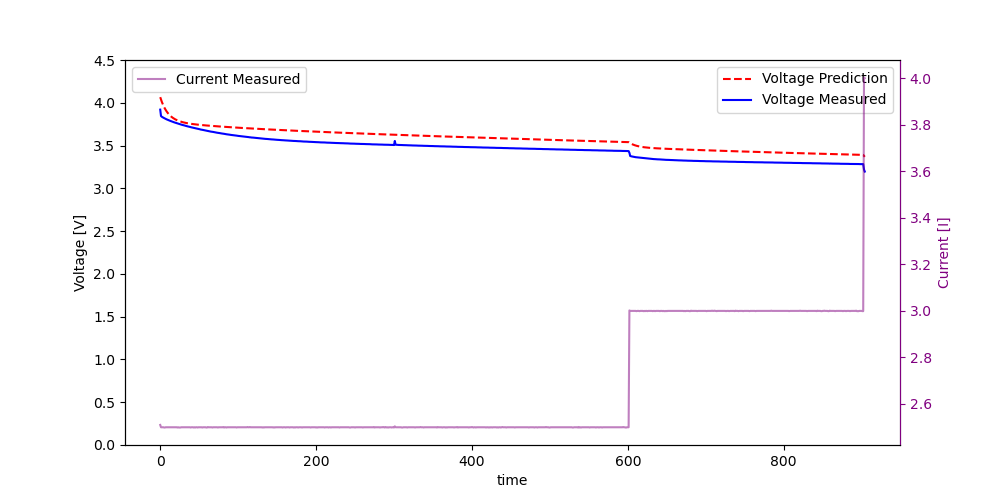 Current Measured
Voltage Prediction
Voltage Measured
4.5
4.0
3.5
3.0
2.5
2.0
1.5
1.0
0.5
0.0
Voltage [V]
4.0
3.8
3.6
3.4
3.2
3.0
2.8
2.6
Current [I]
0 200 400 600 800
time